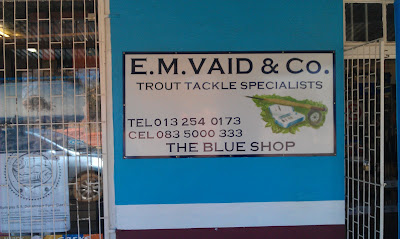 E.M.VAID & Co.
TROUT TACKLE SPECIALISTS
TEL 013 254 0173
CEL 083 5000 333
THE BLUE SHOP